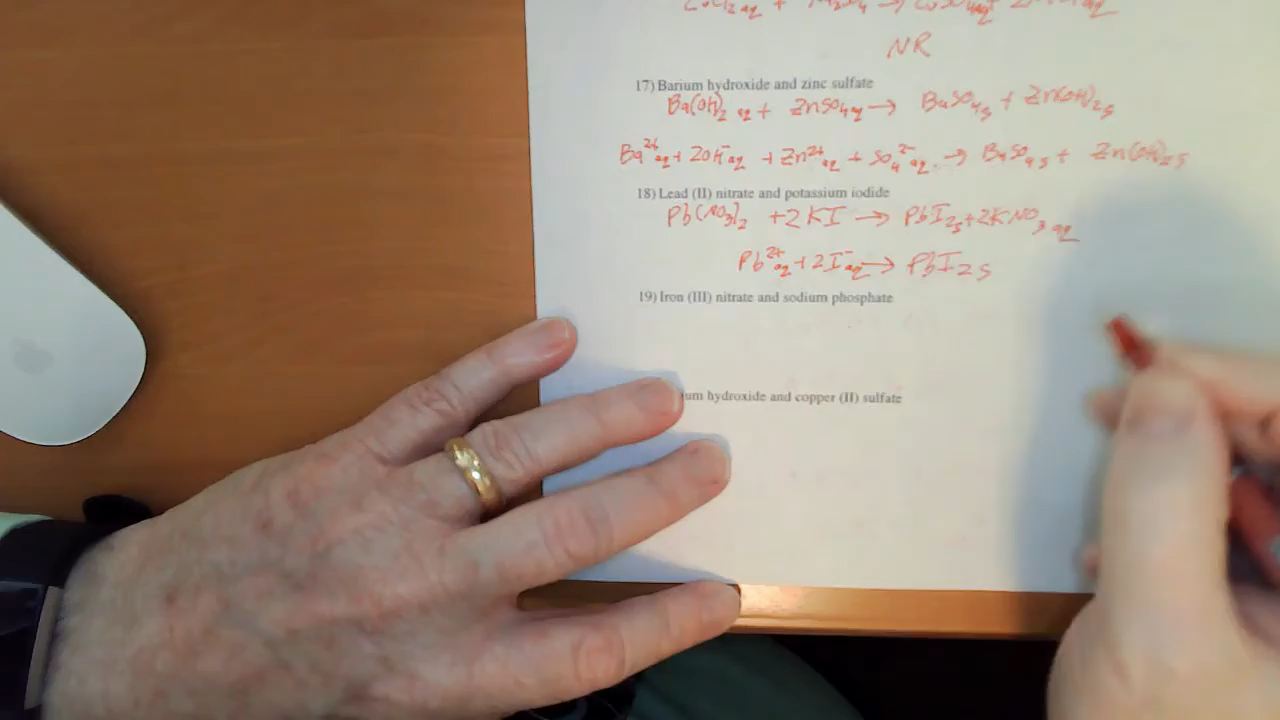 NR
17) Barium hydroxide and zinc sulfate
Ba(OH)₂ aq + ZnSO₄ aq → BaSO₄ s + Zn(OH)₂ s
Ba²⁺ aq + 2OH⁻ aq + Zn²⁺ aq + SO₄²⁻ aq → BaSO₄ s + Zn(OH)₂ s
18) Lead (II) nitrate and potassium iodide
Pb(NO₃)₂ + 2KI → PbI₂ s + 2KNO₃ aq
Pb²⁺ aq + 2I⁻ aq → PbI₂ s
19) Iron (III) nitrate and sodium phosphate
hydroxide and copper (II) sulfate